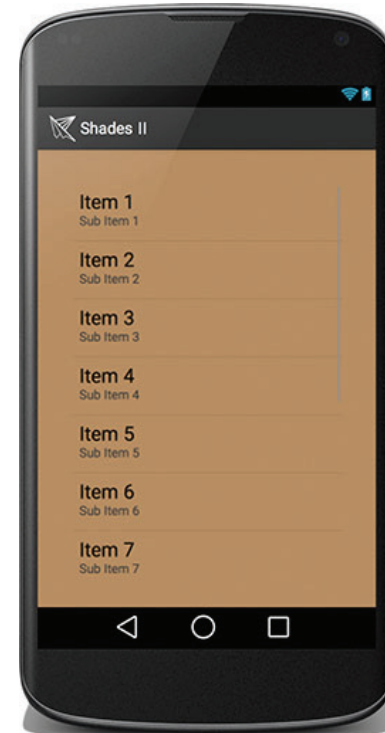 Shades II
Item 1
Sub Item 1
Item 2
Sub Item 2
Item 3
Sub Item 3
Item 4
Sub Item 4
Item 5
Sub Item 5
Item 6
Sub Item 6
Item 7
Sub Item 7